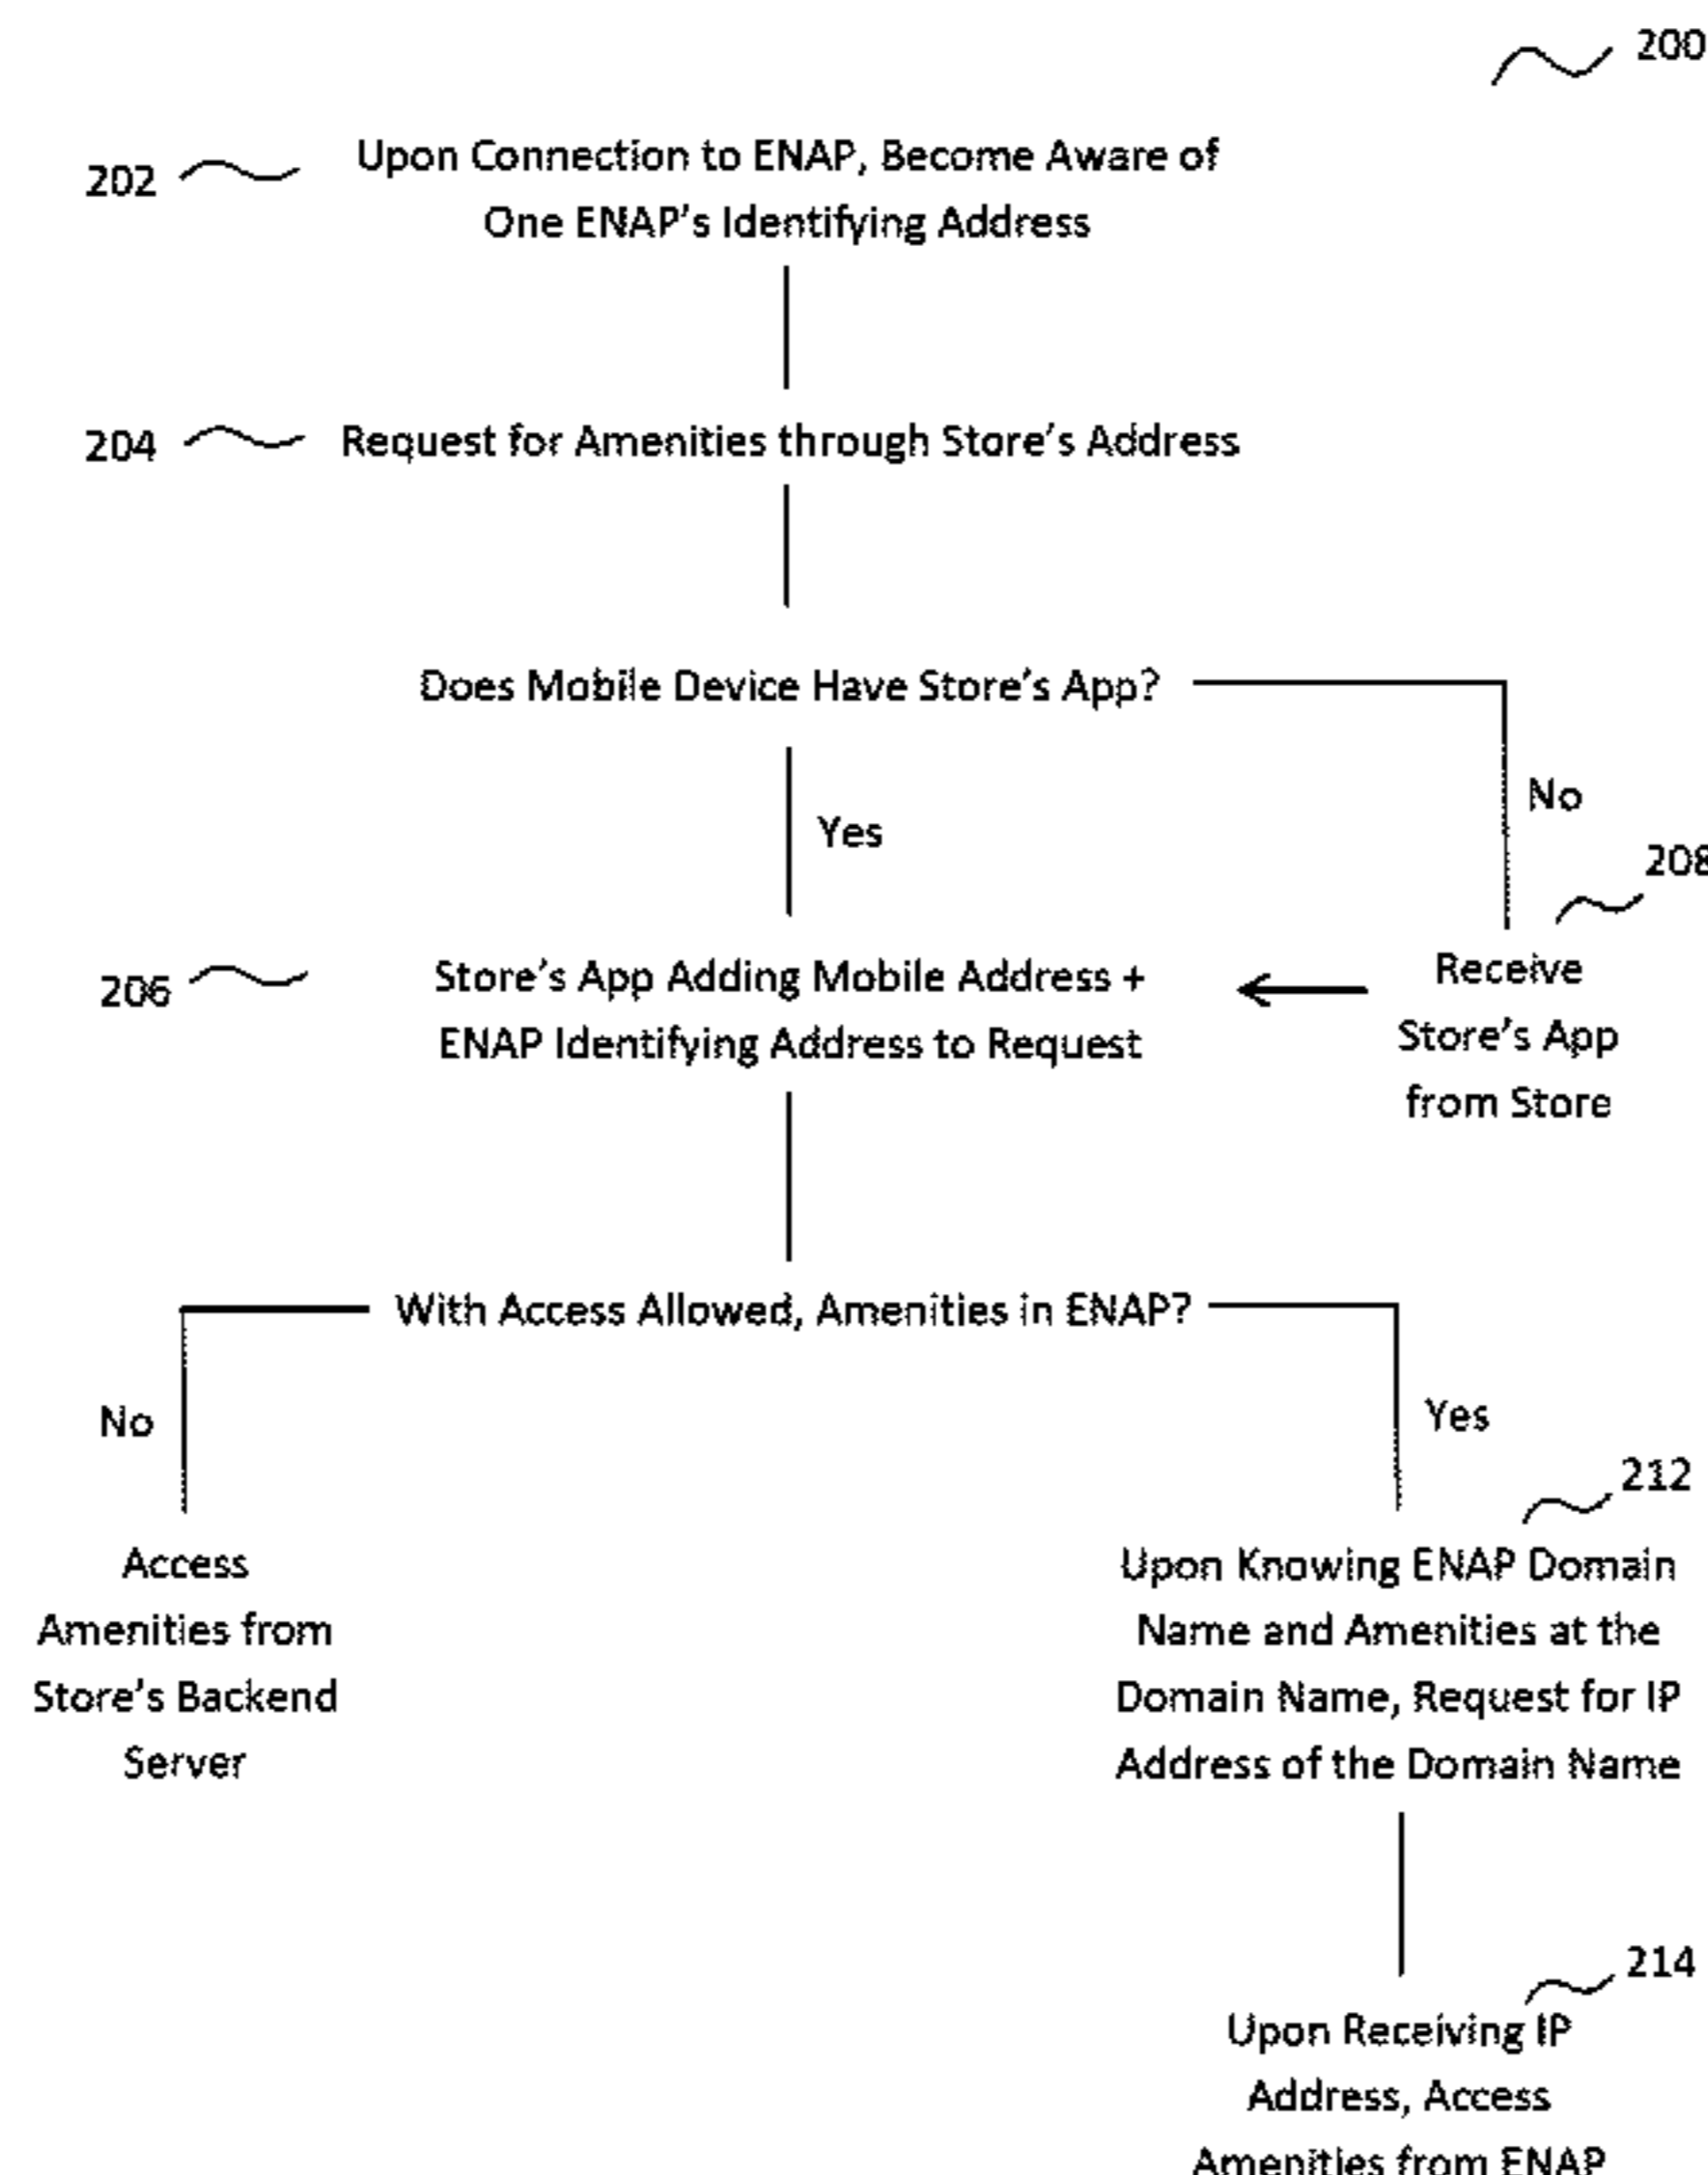 200
202
Upon Connection to ENAP, Become Aware of
One ENAP's Identifying Address
204
Request for Amenities through Store's Address
Does Mobile Device Have Store's App?
No
Yes
208
206
Store's App Adding Mobile Address +
ENAP Identifying Address to Request
Receive
Store's App
from Store
With Access Allowed, Amenities in ENAP?
No
Yes
212
Access
Amenities from
Store's Backend
Server
Upon Knowing ENAP Domain
Name and Amenities at the
Domain Name, Request for IP
Address of the Domain Name
214
Upon Receiving IP
Address, Access
Amenities from ENAP